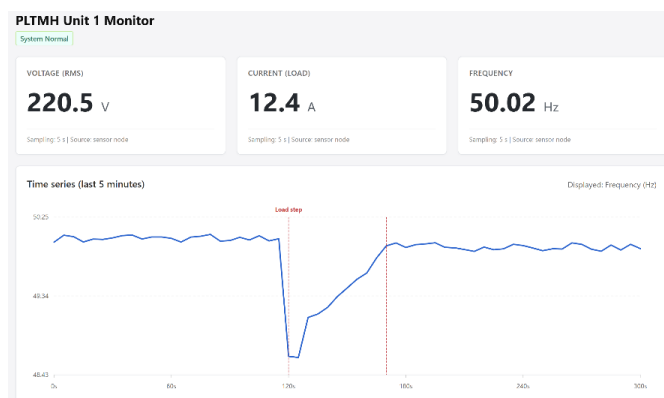 PLTMH Unit 1 Monitor
System Normal
VOLTAGE (RMS)
220.5 V
Sampling: 5 s | Source: sensor node
CURRENT (LOAD)
12.4 A
Sampling: 5 s | Source: sensor node
FREQUENCY
50.02 Hz
Sampling: 5 s | Source: sensor node
Time series (last 5 minutes)
Displayed: Frequency (Hz)
Load step
50.25
49.34
48.43
0s
60s
120s
180s
240s
300s